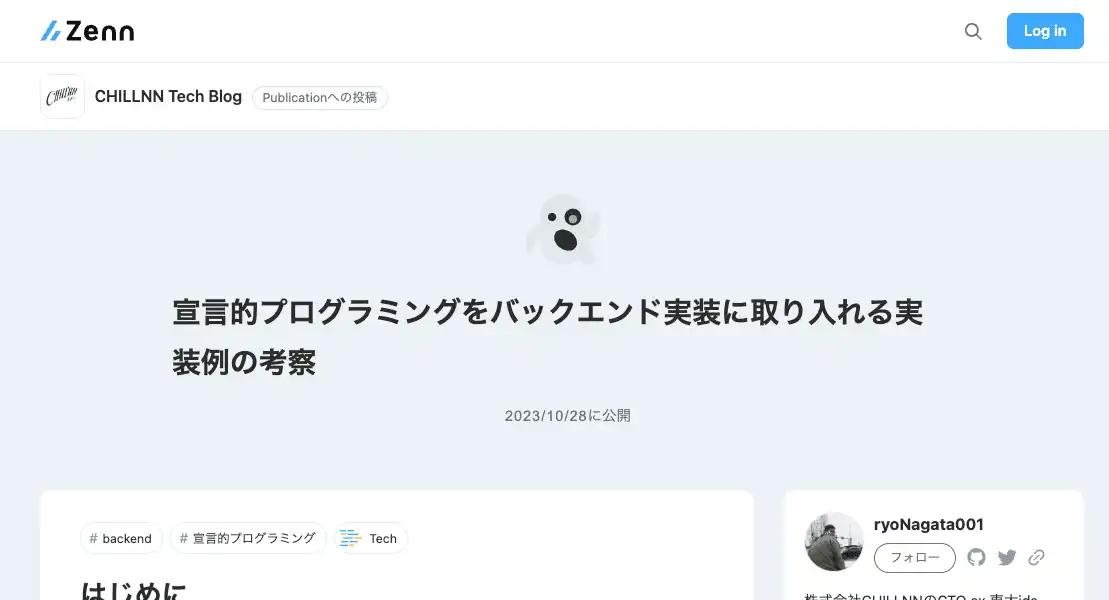 Zenn
Log in
CHILLNN
CHILLNN Tech Blog
Publicationへの投稿
宣言的プログラミングをバックエンド実装に取り入れる実
装例の考察
2023/10/28に公開
# backend
# 宣言的プログラミング
Tech
はじめに
ryoNagata001
フォロー
株式会社CHILLNNのCTO ex 東大ids